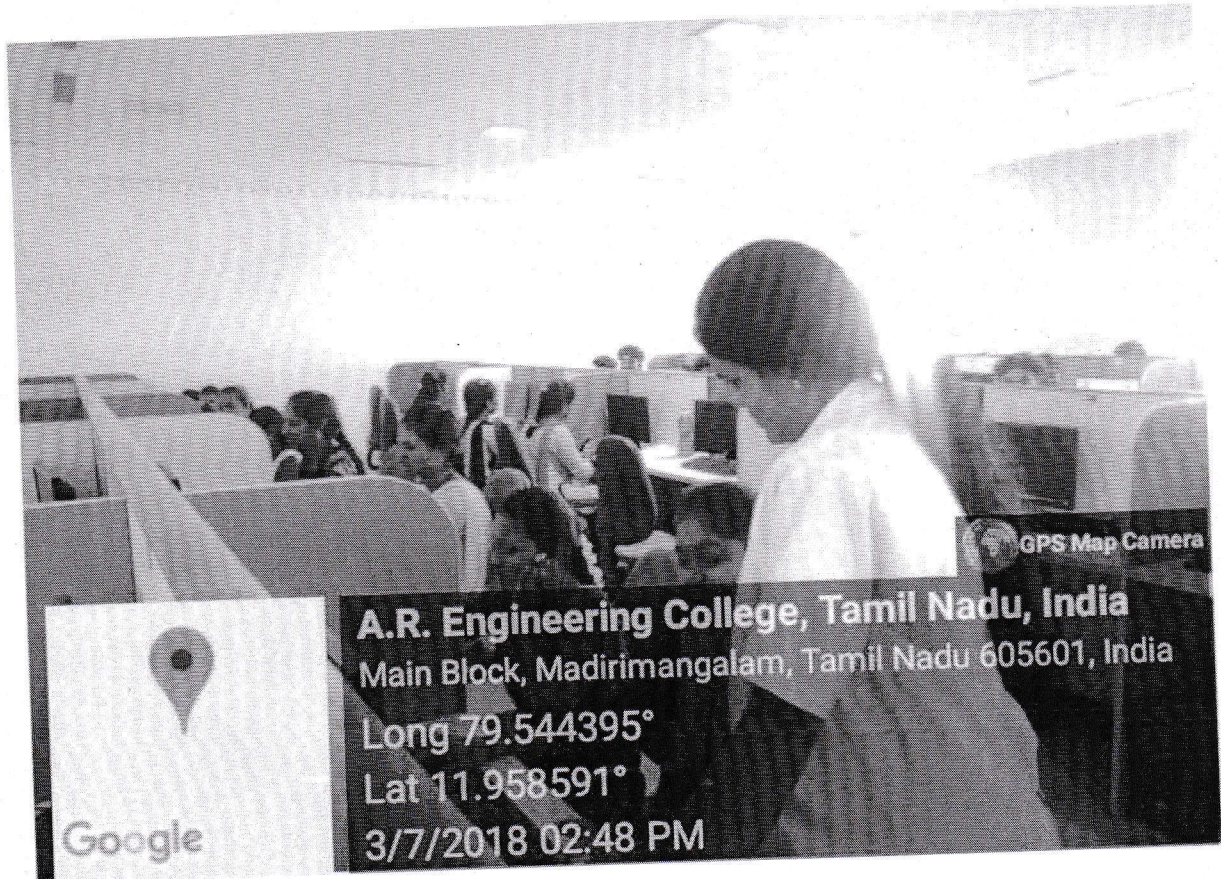 GPS Map Camera
A.R. Engineering College, Tamil Nadu, India
Main Block, Madirimangalam, Tamil Nadu 605601, India
Long 79.544395°
Lat 11.958591°
3/7/2018 02:48 PM
Google